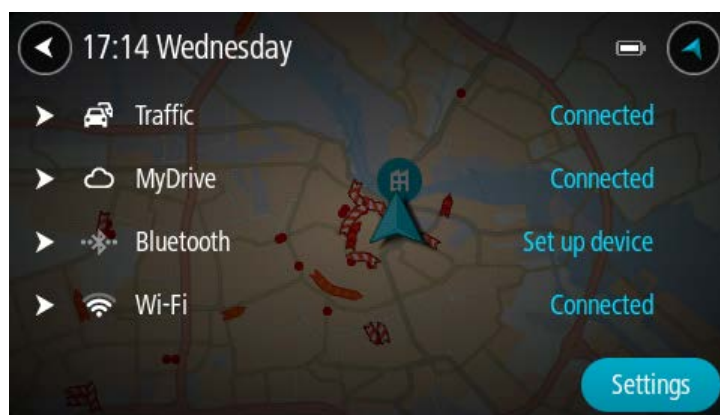 17:14 Wednesday
Traffic Connected
MyDrive Connected
Bluetooth Set up device
Wi-Fi Connected
Settings